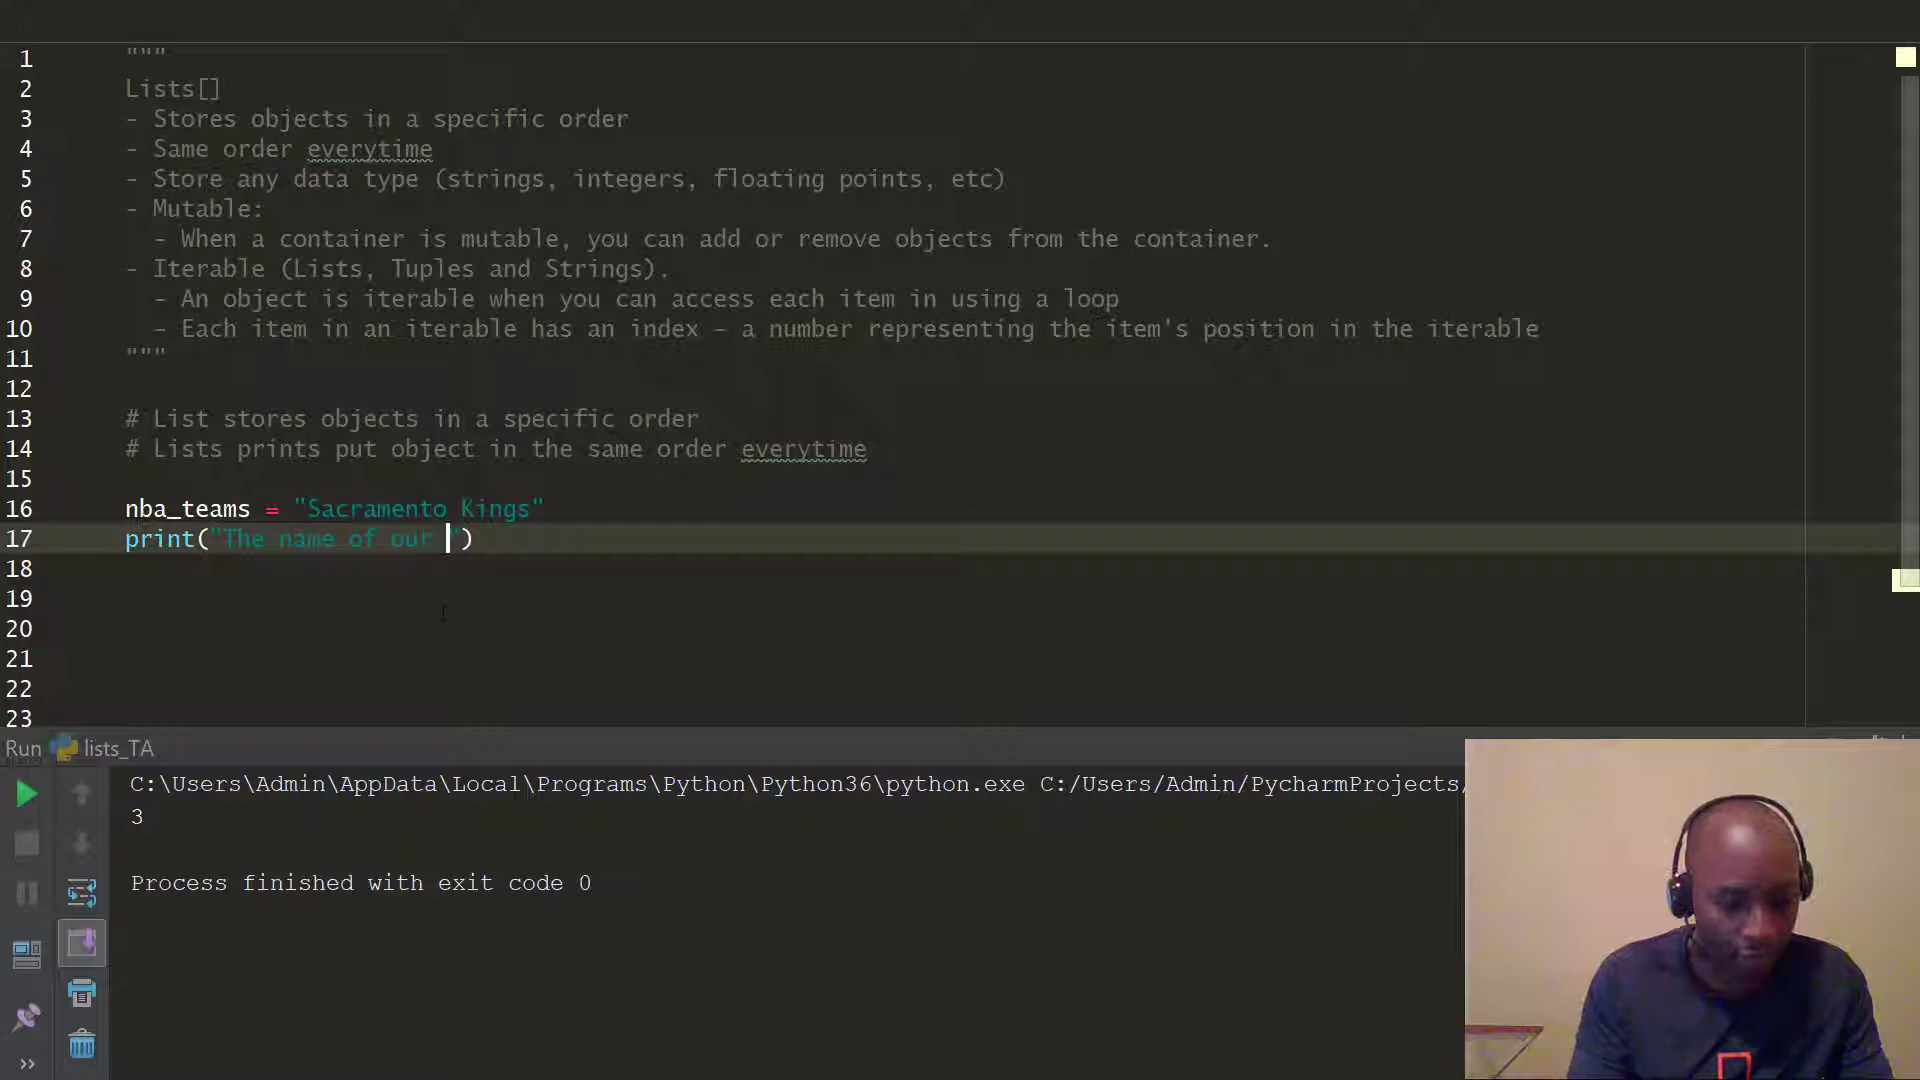 1 """
2 Lists[]
3 - Stores objects in a specific order
4 - Same order everytime
5 - Store any data type (strings, integers, floating points, etc)
6 - Mutable:
7 - When a container is mutable, you can add or remove objects from the container.
8 - Iterable (Lists, Tuples and Strings).
9 - An object is iterable when you can access each item in using a loop
10 - Each item in an iterable has an index - a number representing the item's position in the iterable
11 """
12
13 # List stores objects in a specific order
14 # Lists prints put object in the same order everytime
15
16 nba_teams = "Sacramento Kings"
17 print("The name of our ")
18
19
20
21
22
23
Run lists_TA
C:\Users\Admin\AppData\Local\Programs\Python\Python36\python.exe C:/Users/Admin/PycharmProjects/
3
Process finished with exit code 0